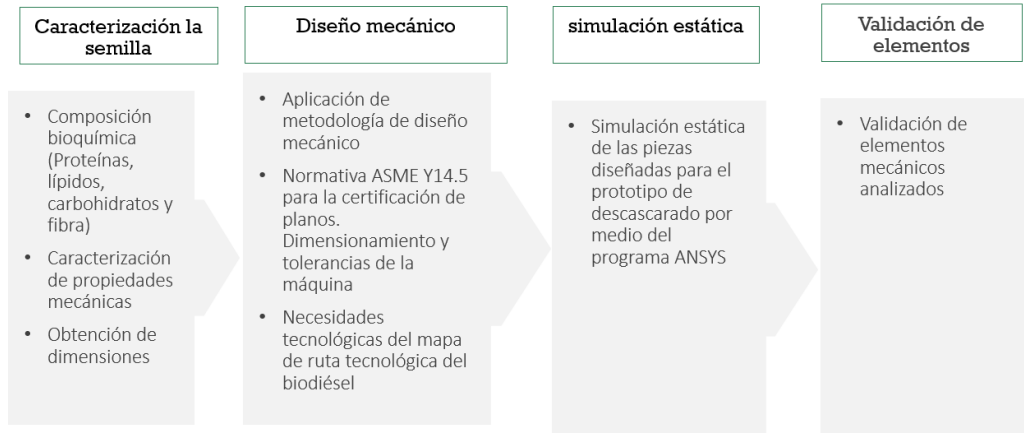 Caracterización la
semilla
• Composición
bioquímica
(Proteínas,
lípidos,
carbohidratos y
fibra)
• Caracterización
de propiedades
mecánicas
• Obtención de
dimensiones
Diseño mecánico
• Aplicación de
metodología de diseño
mecánico
• Normativa ASME Y14.5
para la certificación de
planos.
Dimensionamiento y
tolerancias de la
máquina
• Necesidades
tecnológicas del mapa
de ruta tecnológica del
biodiésel
simulación estática
• Simulación estática
de las piezas
diseñadas para el
prototipo de
descascarado por
medio del
programa ANSYS
Validación de
elementos
• Validación de
elementos
mecánicos
analizados